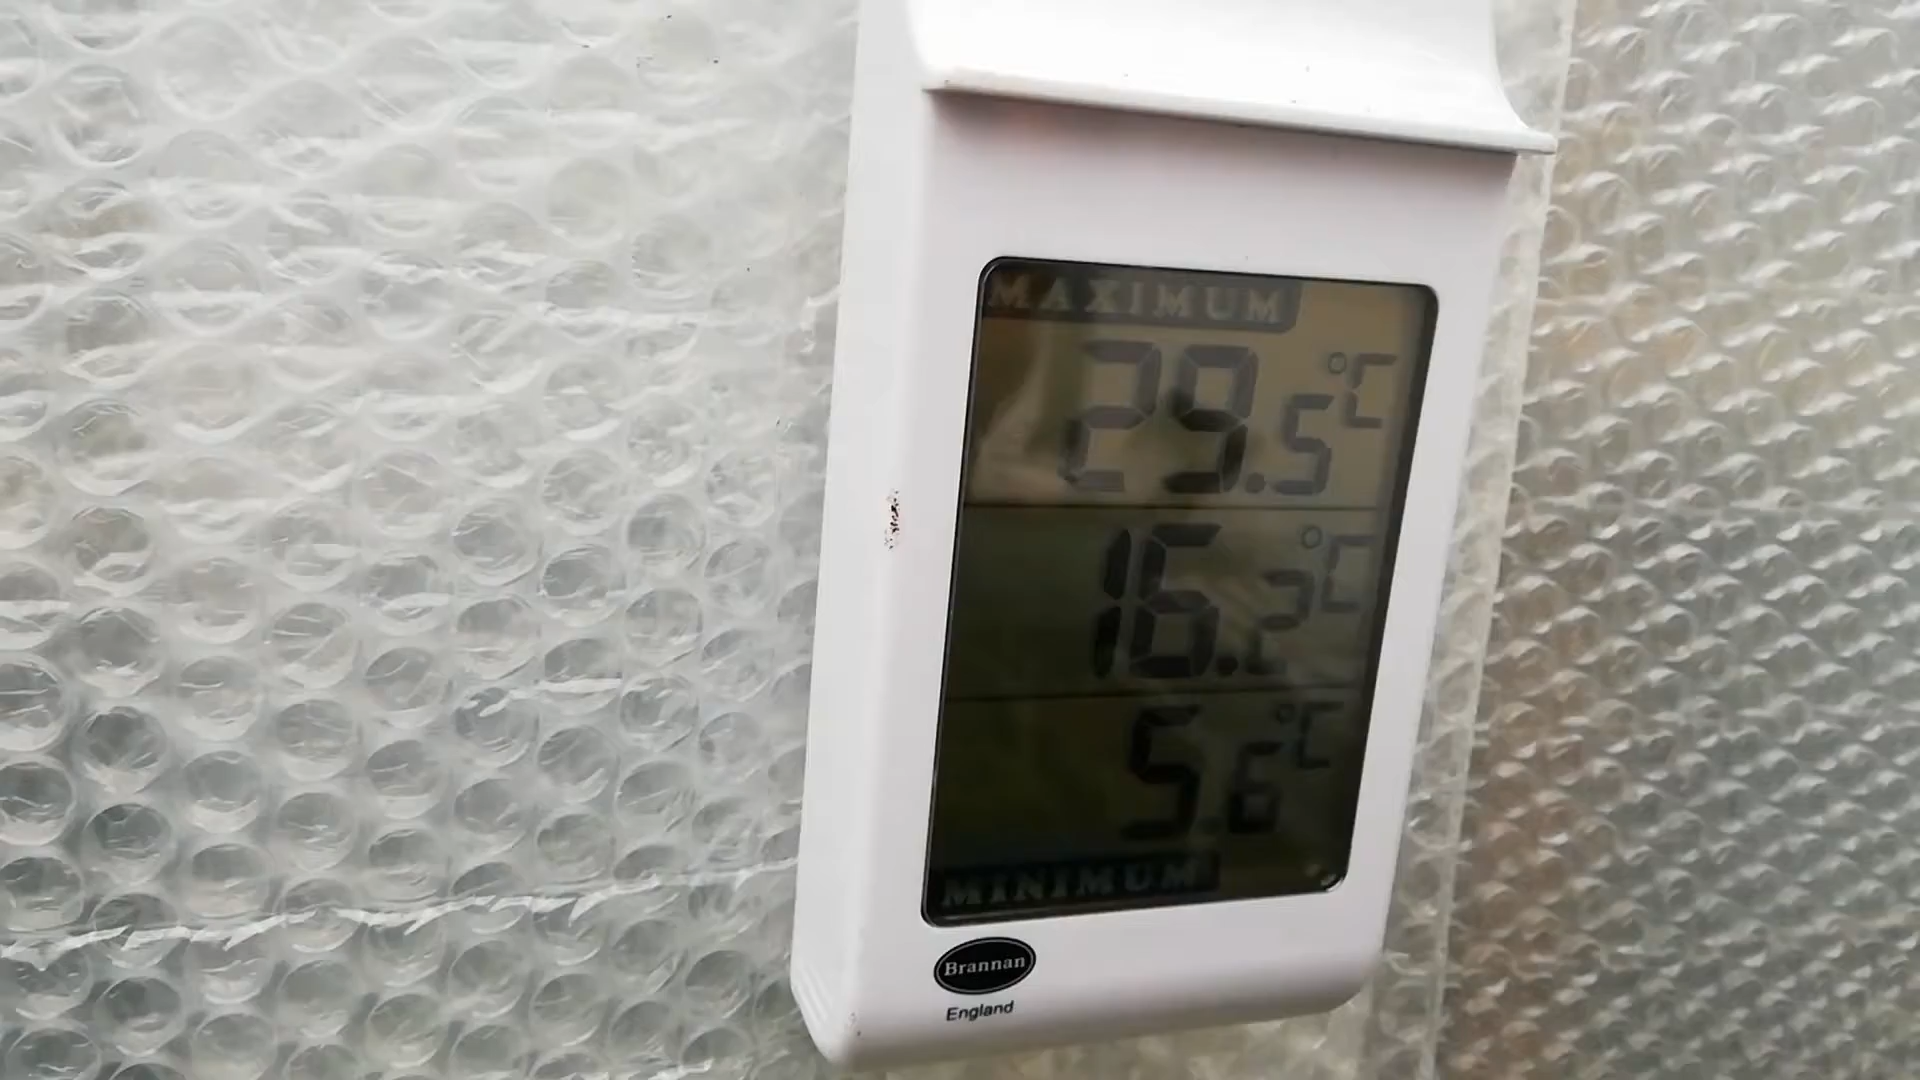 MAXIMUM
29.5°C
16.2°C
5.6°C
MINIMUM
Brannan
England